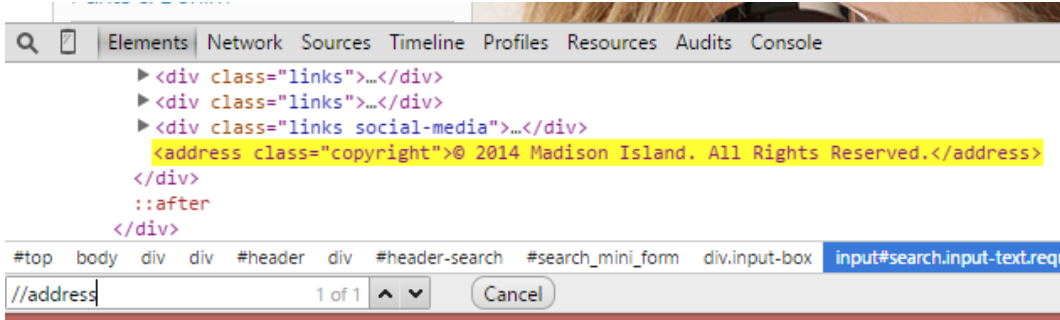 Elements Network Sources Timeline Profiles Resources Audits Console
▶<div class="links">…</div>
▶<div class="links">…</div>
▶<div class="links social-media">…</div>
<address class="copyright">© 2014 Madison Island. All Rights Reserved.</address>
</div>
::after
</div>
#top body div div #header div #header-search #search_mini_form div.input-box input#search.input-text.requ
//address 1 of 1 Cancel